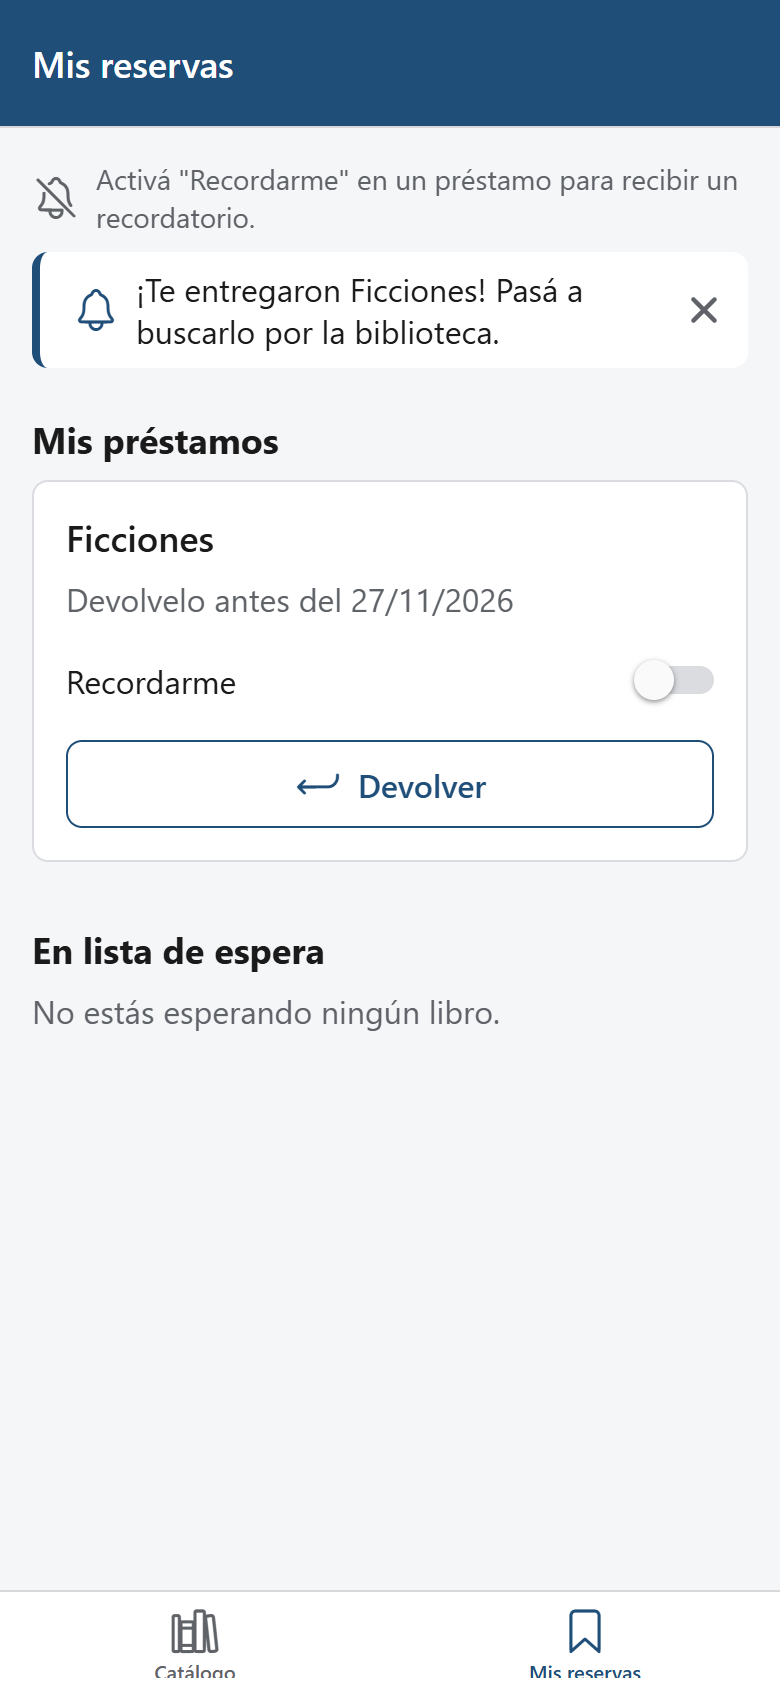 Mis reservas
Activá "Recordarme" en un préstamo para recibir un
recordatorio.
¡Te entregaron Ficciones! Pasá a
buscarlo por la biblioteca.
Mis préstamos
Ficciones
Devolvelo antes del 27/11/2026
Recordarme
Devolver
En lista de espera
No estás esperando ningún libro.
Catálogo
Mis reservas